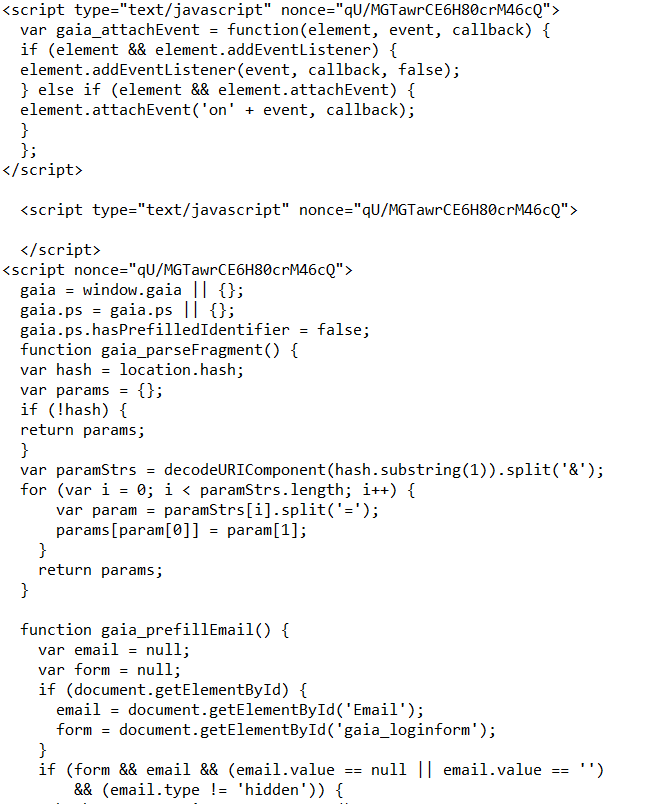 <script type="text/javascript" nonce="qU/MGTawrCE6H80crM46cQ">
var gaia_attachEvent = function(element, event, callback) {
if (element && element.addEventListener) {
element.addEventListener(event, callback, false);
} else if (element && element.attachEvent) {
element.attachEvent('on' + event, callback);
}
};
</script>
<script type="text/javascript" nonce="qU/MGTawrCE6H80crM46cQ">
</script>
<script nonce="qU/MGTawrCE6H80crM46cQ">
gaia = window.gaia || {};
gaia.ps = gaia.ps || {};
gaia.ps.hasPrefilledIdentifier = false;
function gaia_parseFragment() {
var hash = location.hash;
var params = {};
if (!hash) {
return params;
}
var paramStrs = decodeURIComponent(hash.substring(1)).split('&');
for (var i = 0; i < paramStrs.length; i++) {
var param = paramStrs[i].split('=');
params[param[0]] = param[1];
}
return params;
}
function gaia_prefillEmail() {
var email = null;
var form = null;
if (document.getElementById) {
email = document.getElementById('Email');
form = document.getElementById('gaia_loginform');
}
if (form && email && (email.value == null || email.value == '')
&& (email.type != 'hidden')) {